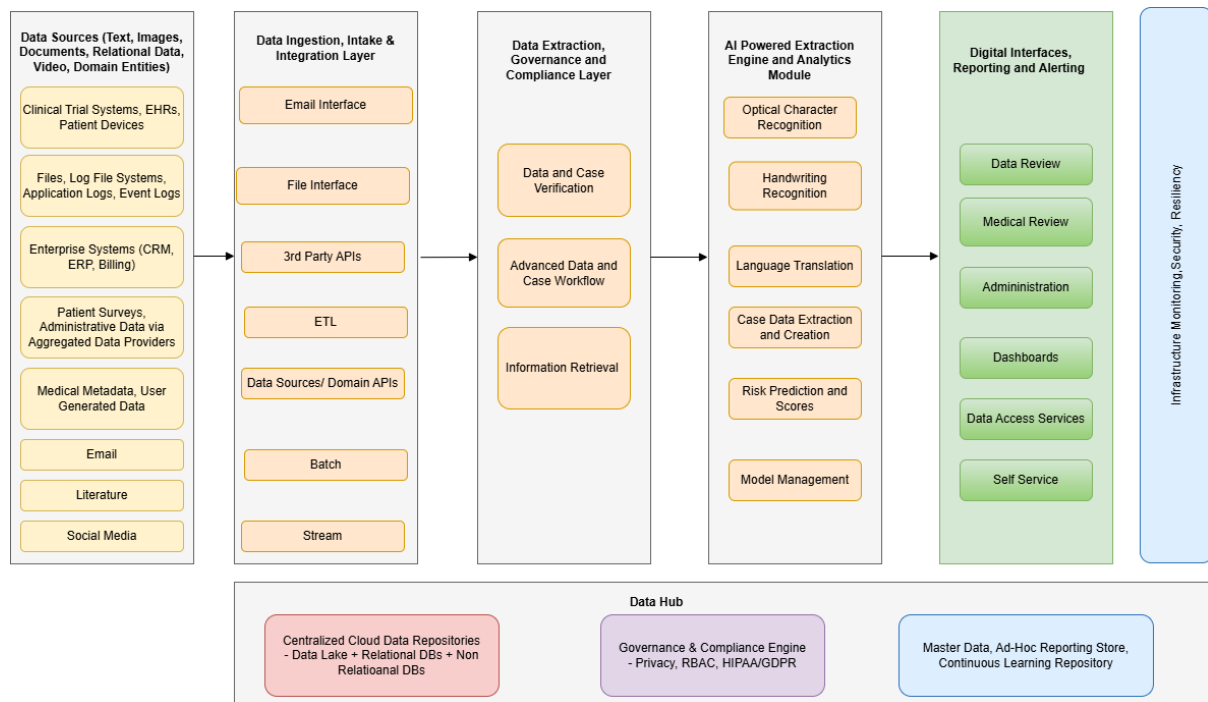 Data Sources (Text, Images,
Documents, Relational Data,
Video, Domain Entities)
Clinical Trial Systems, EHRs,
Patient Devices
Files, Log File Systems,
Application Logs, Event Logs
Enterprise Systems (CRM,
ERP, Billing)
Patient Surveys,
Administrative Data via
Aggregated Data Providers
Medical Metadata, User
Generated Data
Email
Literature
Social Media
Data Ingestion, Intake &
Integration Layer
Email Interface
File Interface
3rd Party APIs
ETL
Data Sources/ Domain APIs
Batch
Stream
Data Extraction,
Governance and
Compliance Layer
Data and Case
Verification
Advanced Data and
Case Workflow
Information Retrieval
AI Powered Extraction
Engine and Analytics
Module
Optical Character
Recognition
Handwriting
Recognition
Language Translation
Case Data Extraction
and Creation
Risk Prediction and
Scores
Model Management
Digital Interfaces,
Reporting and Alerting
Data Review
Medical Review
Admininistration
Dashboards
Data Access Services
Self Service
Infrastructure Monitoring,Security, Resiliency
Data Hub
Centralized Cloud Data Repositories
- Data Lake + Relational DBs + Non
Relatioanal DBs
Governance & Compliance Engine
- Privacy, RBAC, HIPAA/GDPR
Master Data, Ad-Hoc Reporting Store,
Continuous Learning Repository